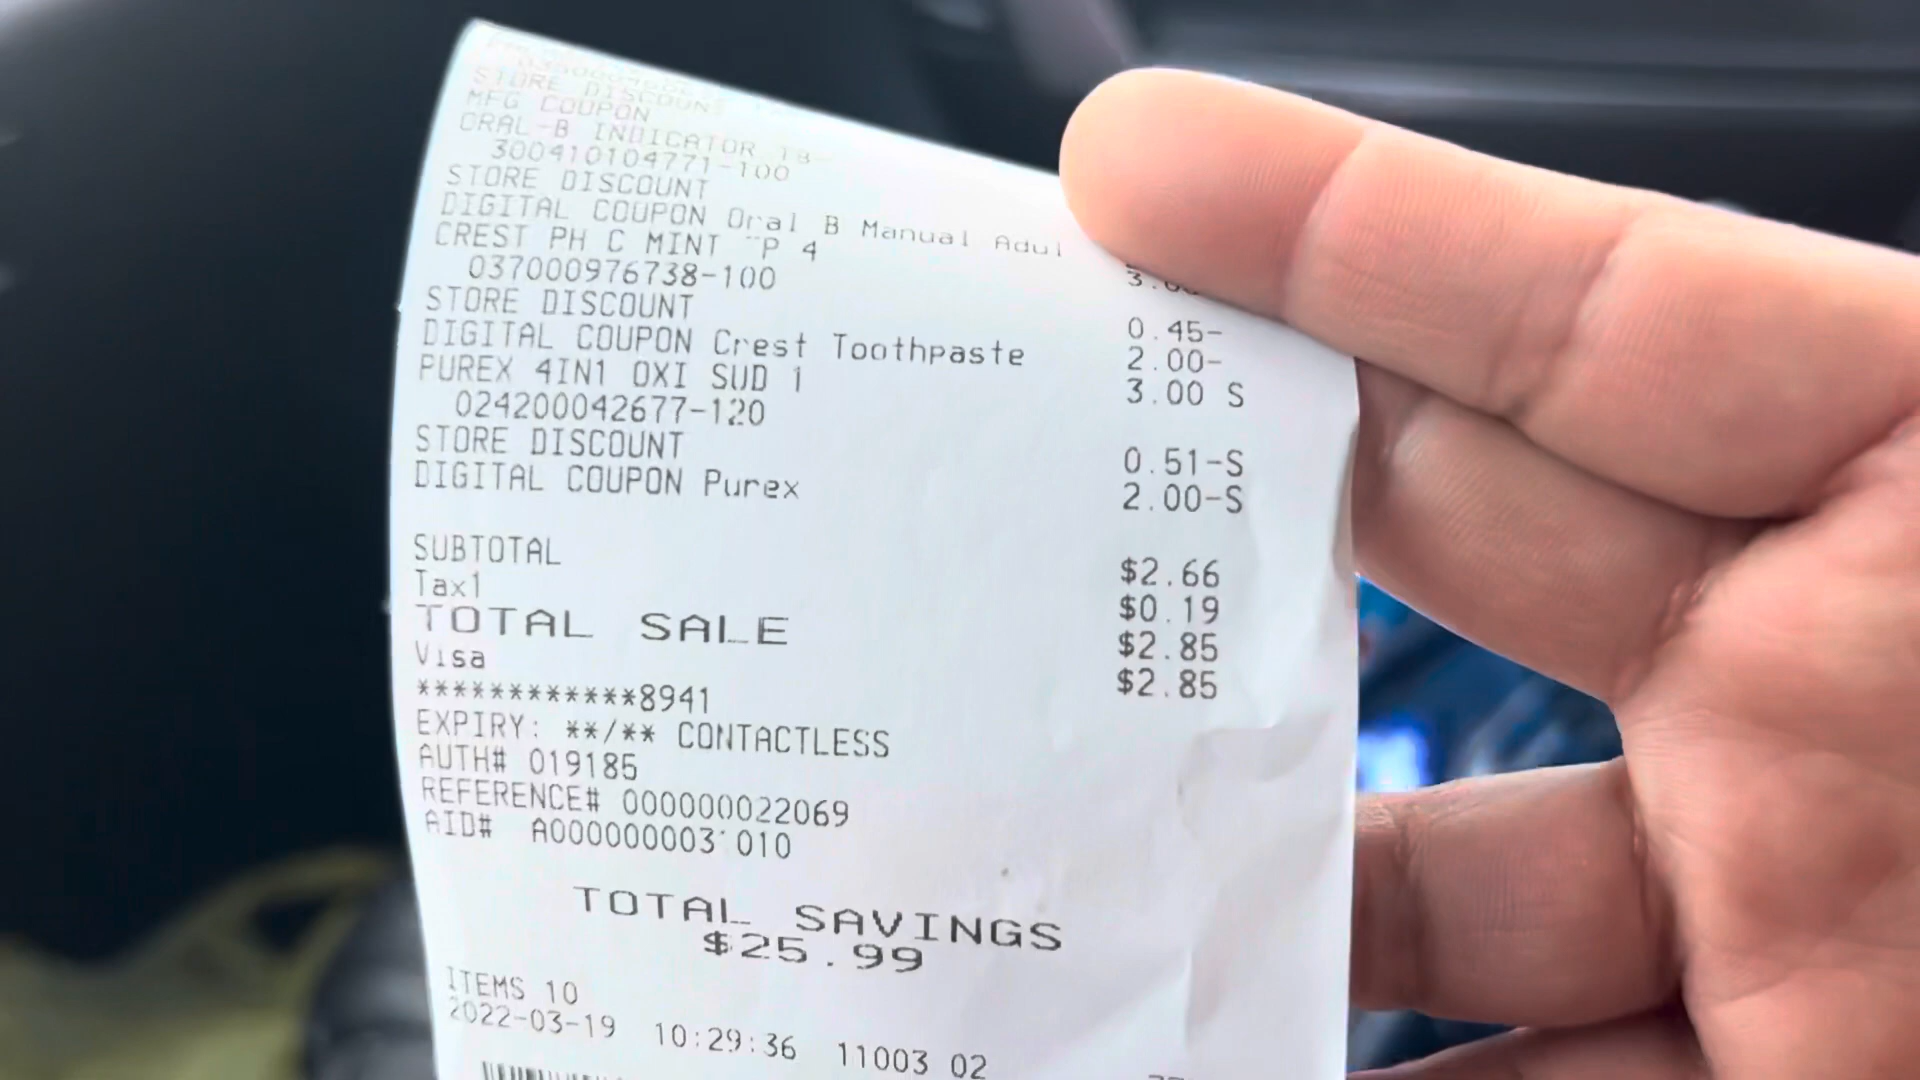 STORE DISCOUNT
MFG COUPON
ORAL-B INDICATOR
300410104771-100
STORE DISCOUNT
DIGITAL COUPON Oral B Manual Adul
CREST PH C MINT P 4
037000976738-100
STORE DISCOUNT 0.45-
DIGITAL COUPON Crest Toothpaste 2.00-
PUREX 4IN1 OXI SUD 1 3.00 S
024200042677-120
STORE DISCOUNT 0.51-S
DIGITAL COUPON Purex 2.00-S
SUBTOTAL $2.66
Tax1 $0.19
TOTAL SALE $2.85
Visa $2.85
************8941
EXPIRY: **/** CONTACTLESS
AUTH# 019185
REFERENCE# 000000022069
AID#
TOTAL SAVINGS
$25.99
ITEMS 10
2022-03-19 10:29:36 11003 02